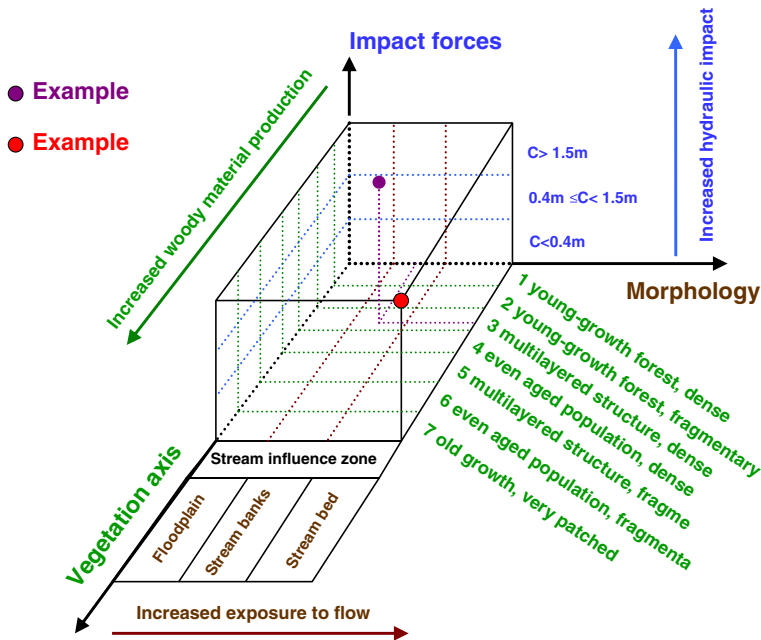 Impact forces
Increased hydraulic impact
Example
Example
Increased woody material production
C> 1.5m
0.4m ≤C< 1.5m
C<0.4m
Morphology
1 young-growth forest, dense
2 young-growth forest, fragmentary
3 multilayered structure, dense
4 even aged population, dense
5 multilayered structure, fragme
6 even aged population, fragmenta
7 old growth, very patched
Stream influence zone
Vegetation axis
Floodplain
Stream banks
Stream bed
Increased exposure to flow